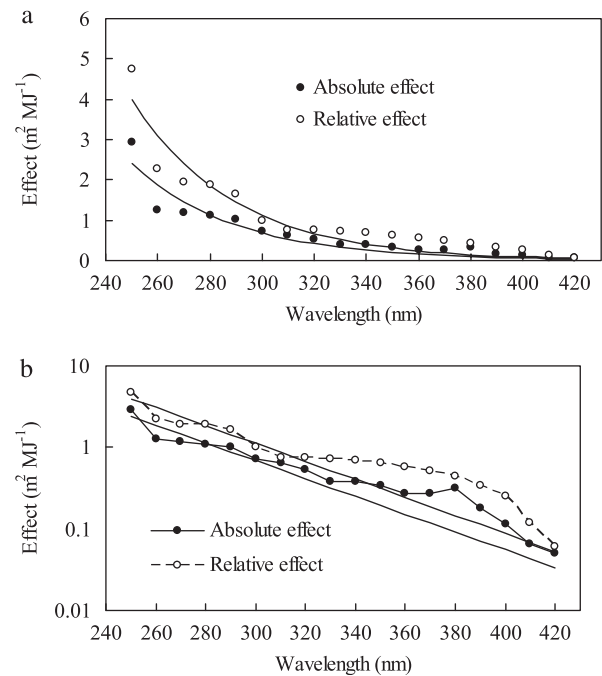 a
6
5
4
3
2
1
0
Effect (m² MJ⁻¹)
Absolute effect
Relative effect
240 260 280 300 320 340 360 380 400 420
Wavelength (nm)
b
10
1
0.1
0.01
Effect (m² MJ⁻¹)
Absolute effect
Relative effect
240 260 280 300 320 340 360 380 400 420
Wavelength (nm)